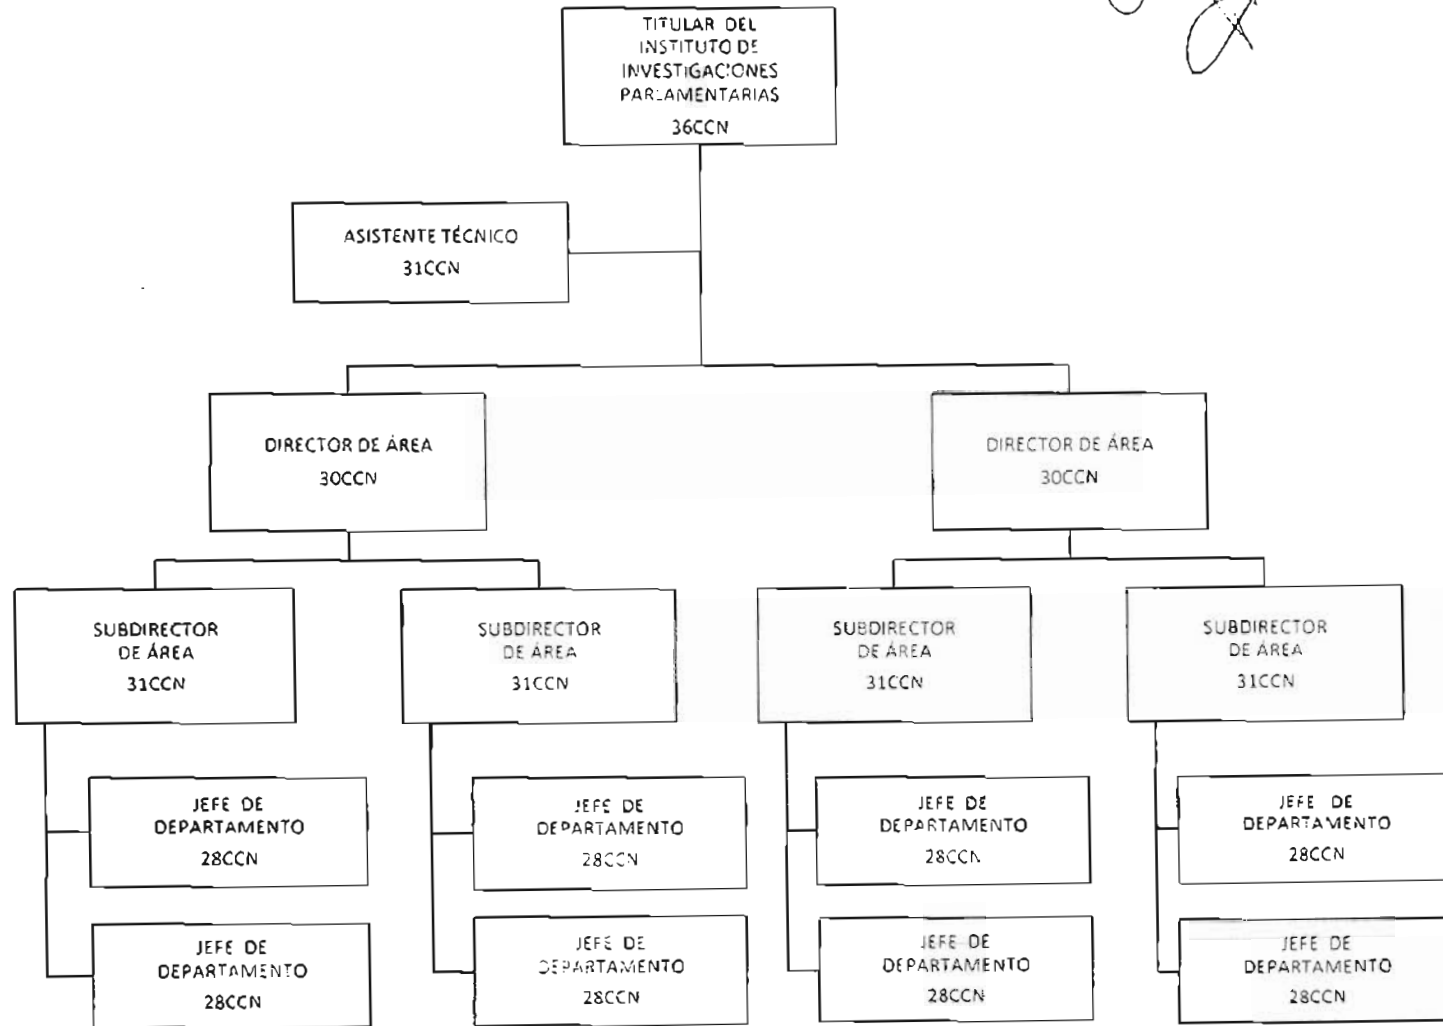 TITULAR DEL
INSTITUTO DE
INVESTIGACIONES
PARLAMENTARIAS
36CCN
ASISTENTE TÉCNICO
31CCN
DIRECTOR DE ÁREA
30CCN
DIRECTOR DE ÁREA
30CCN
SUBDIRECTOR
DE ÁREA
31CCN
SUBDIRECTOR
DE ÁREA
31CCN
SUBDIRECTOR
DE ÁREA
31CCN
SUBDIRECTOR
DE ÁREA
31CCN
JEFE DE
DEPARTAMENTO
28CCN
JEFE DE
DEPARTAMENTO
28CCN
JEFE DE
DEPARTAMENTO
28CCN
JEFE DE
DEPARTAMENTO
28CCN
JEFE DE
DEPARTAMENTO
28CCN
JEFE DE
DEPARTAMENTO
28CCN
JEFE DE
DEPARTAMENTO
28CCN
JEFE DE
DEPARTAMENTO
28CCN